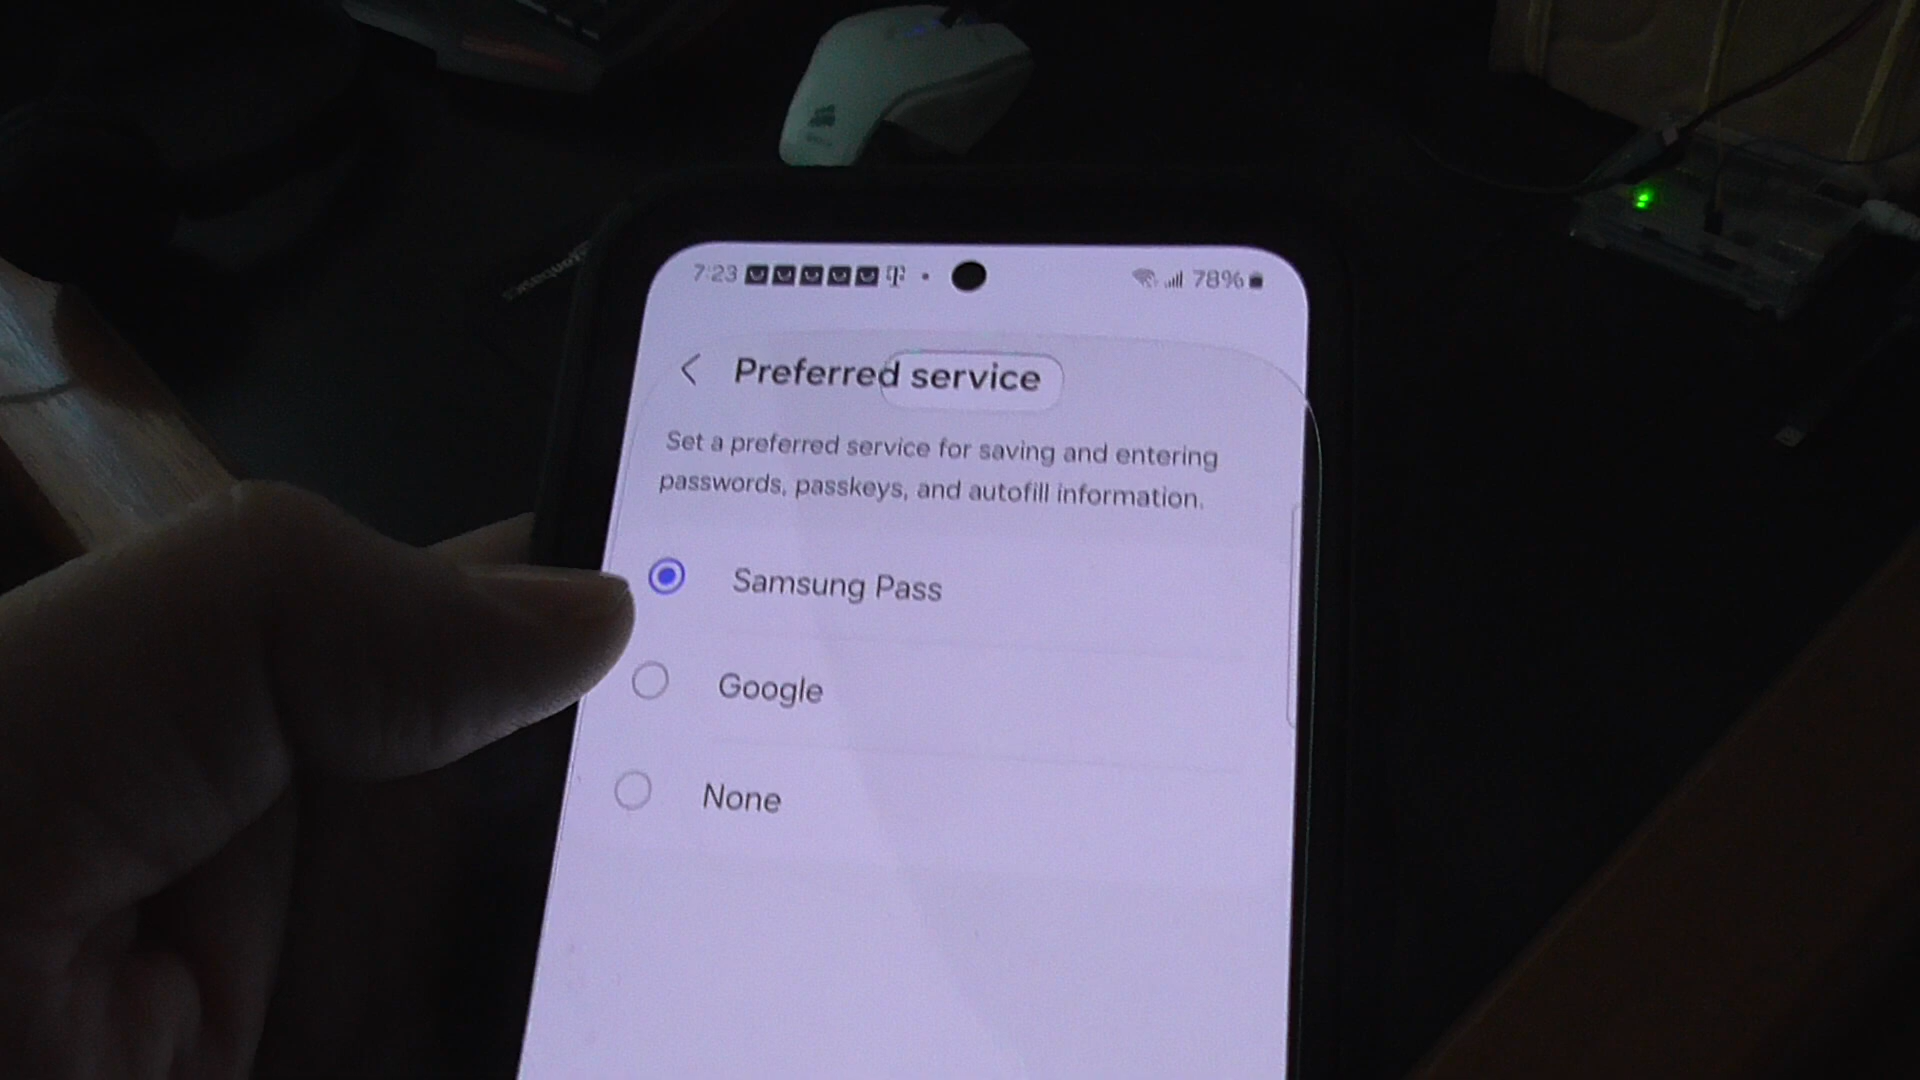 7:23 78%
Preferred service
Set a preferred service for saving and entering
passwords, passkeys, and autofill information.
Samsung Pass
Google
None